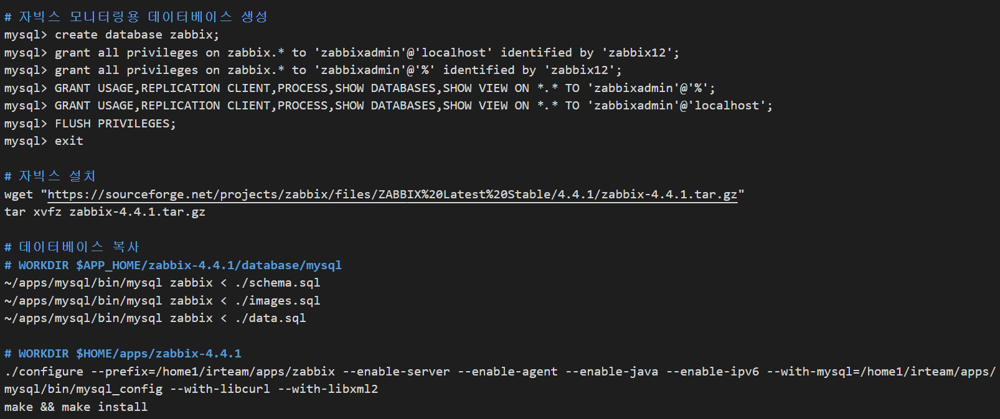 # 자빅스 모니터링용 데이터베이스 생성
mysql> create database zabbix;
mysql> grant all privileges on zabbix.* to 'zabbixadmin'@'localhost' identified by 'zabbix12';
mysql> grant all privileges on zabbix.* to 'zabbixadmin'@'%' identified by 'zabbix12';
mysql> GRANT USAGE,REPLICATION CLIENT,PROCESS,SHOW DATABASES,SHOW VIEW ON *.* TO 'zabbixadmin'@'%';
mysql> GRANT USAGE,REPLICATION CLIENT,PROCESS,SHOW DATABASES,SHOW VIEW ON *.* TO 'zabbixadmin'@'localhost';
mysql> FLUSH PRIVILEGES;
mysql> exit
# 자빅스 설치
wget "https://sourceforge.net/projects/zabbix/files/ZABBIX%20Latest%20Stable/4.4.1/zabbix-4.4.1.tar.gz"
tar xvfz zabbix-4.4.1.tar.gz
# 데이터베이스 복사
# WORKDIR $APP_HOME/zabbix-4.4.1/database/mysql
~/apps/mysql/bin/mysql zabbix < ./schema.sql
~/apps/mysql/bin/mysql zabbix < ./images.sql
~/apps/mysql/bin/mysql zabbix < ./data.sql
# WORKDIR $HOME/apps/zabbix-4.4.1
./configure --prefix=/home1/irteam/apps/zabbix --enable-server --enable-agent --enable-java --enable-ipv6 --with-mysql=/home1/irteam/apps/
mysql/bin/mysql_config --with-libcurl --with-libxml2
make && make install